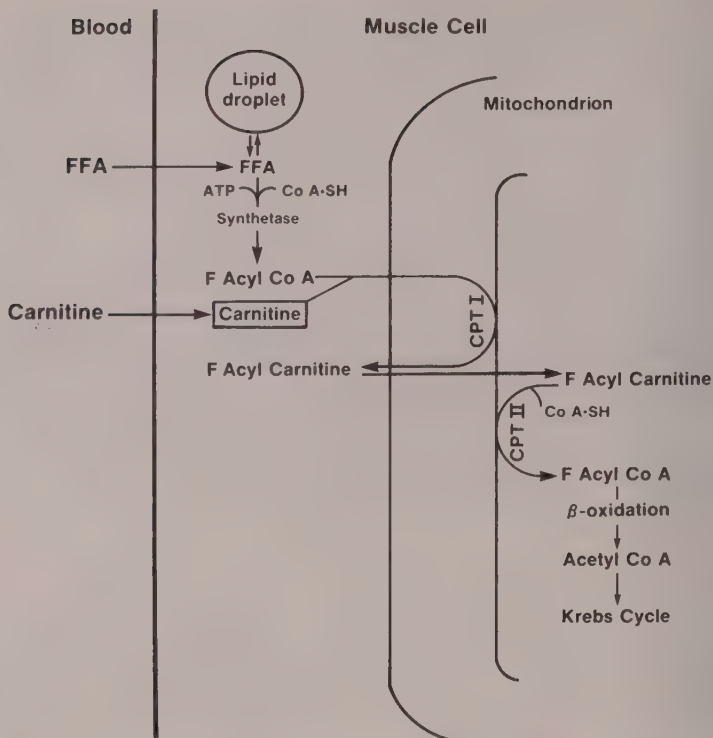 Blood
Muscle Cell
Lipid
droplet
Mitochondrion
FFA
FFA
ATP
Co A·SH
Synthetase
F Acyl Co A
Carnitine
Carnitine
CPT I
F Acyl Carnitine
F Acyl Carnitine
Co A·SH
CPT II
F Acyl Co A
β-oxidation
Acetyl Co A
Krebs Cycle